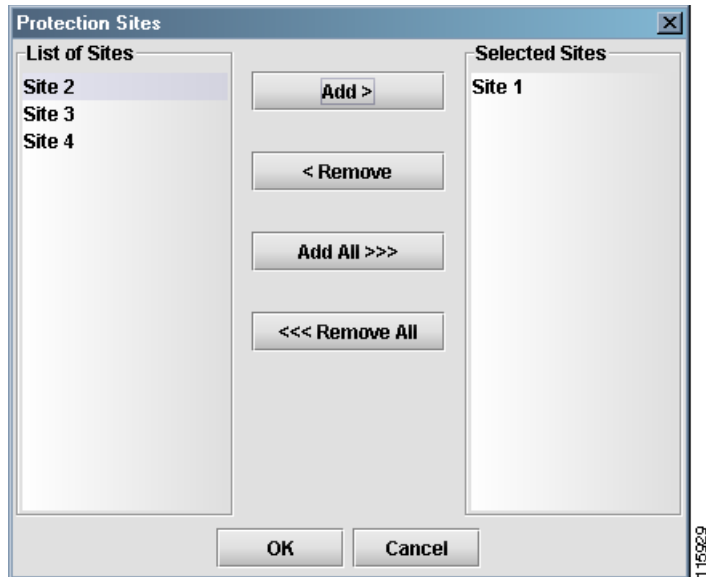 Protection Sites
List of Sites
Site 2
Site 3
Site 4
Add >
< Remove
Add All >>>
<<< Remove All
Selected Sites
Site 1
OK
Cancel
115929